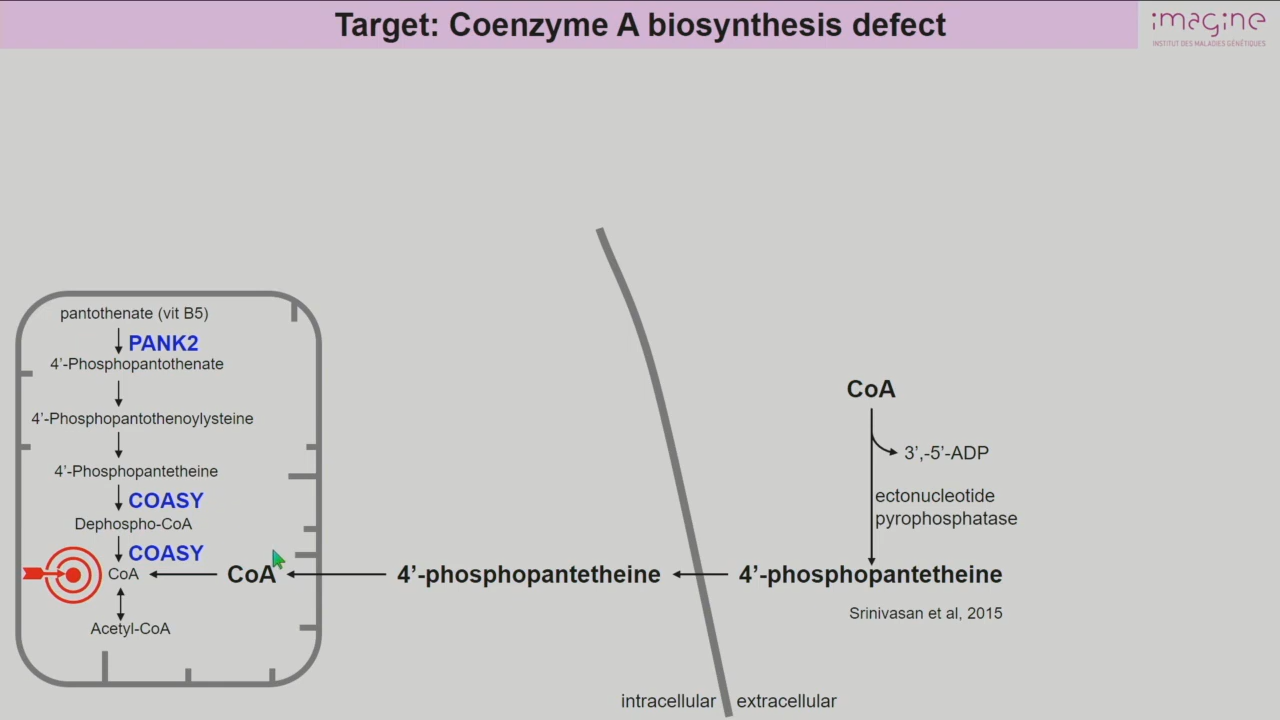 Target: Coenzyme A biosynthesis defect
imagine
INSTITUT DES MALADIES GÉNÉTIQUES
pantothenate (vit B5)
PANK2
4’-Phosphopantothenate
4’-Phosphopantothenoylysteine
4’-Phosphopantetheine
COASY
Dephospho-CoA
COASY
CoA
CoA
4’-phosphopantetheine
Acetyl-CoA
CoA
3’,-5’-ADP
ectonucleotide
pyrophosphatase
4’-phosphopantetheine
Srinivasan et al, 2015
intracellular
extracellular